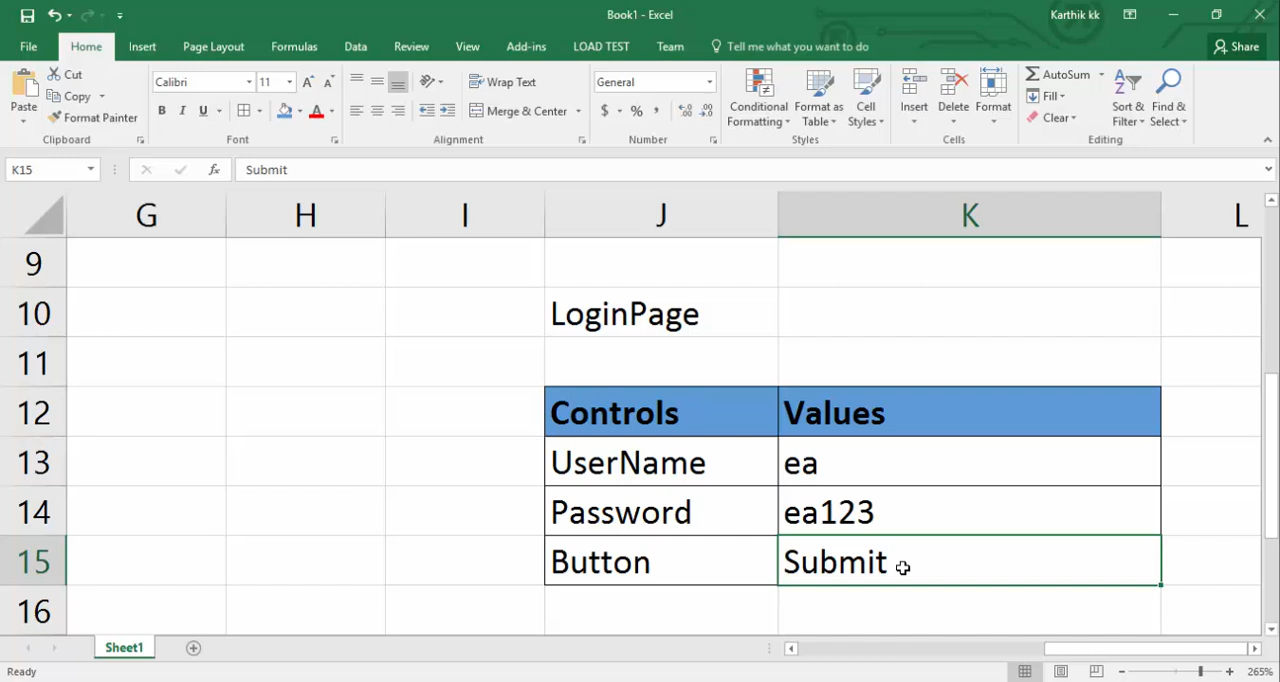 Book1 - Excel
Karthik kk
File Home Insert Page Layout Formulas Data Review View Add-ins LOAD TEST Team Tell me what you want to do Share
Paste
Cut
Copy
Format Painter
Clipboard
Calibri 11
B I U
Font
Wrap Text
Merge & Center
Alignment
General
$ % ,
Number
Conditional Formatting
Format as Table
Cell Styles
Styles
Insert
Delete
Format
Cells
AutoSum
Fill
Clear
Sort & Filter
Find & Select
Editing
K15 fx Submit
G H I J K L
9
10 LoginPage
11
12 Controls Values
13 UserName ea
14 Password ea123
15 Button Submit
16
Sheet1
Ready 265%